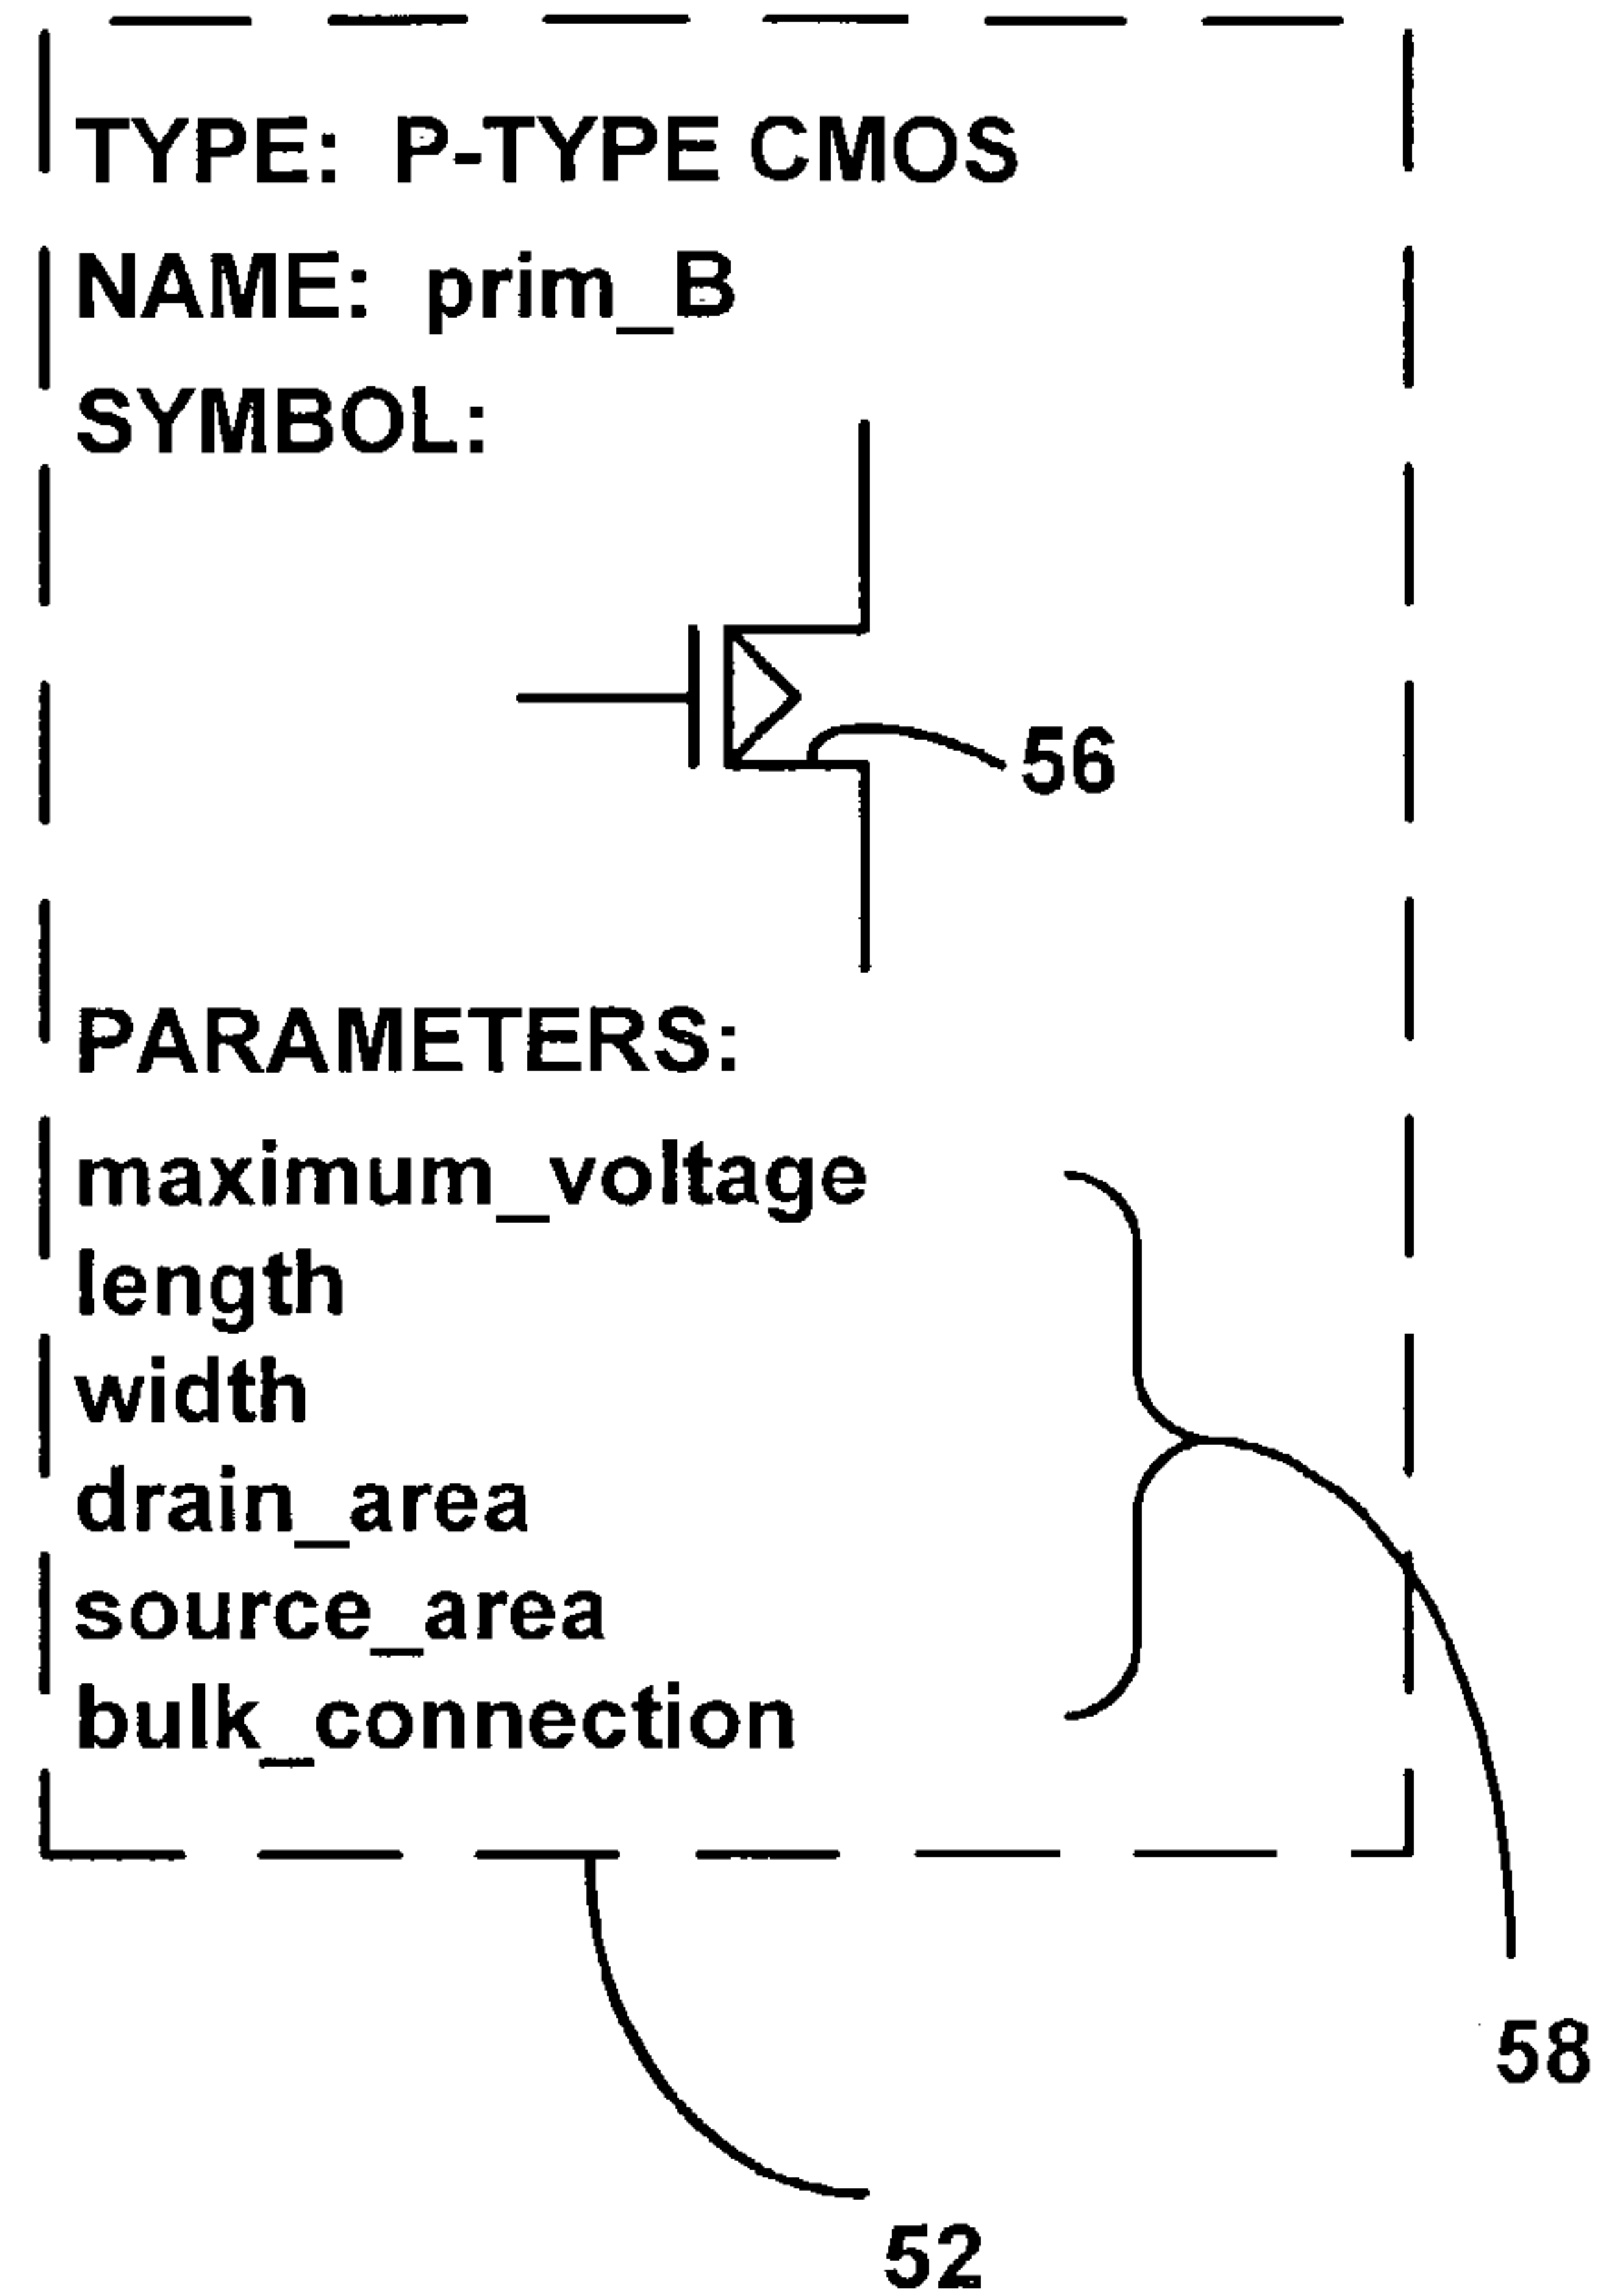 TYPE: P-TYPE CMOS
NAME: prim_B
SYMBOL:
56
PARAMETERS:
maximum_voltage
length
width
drain_area
source_area
bulk_connection
58
52